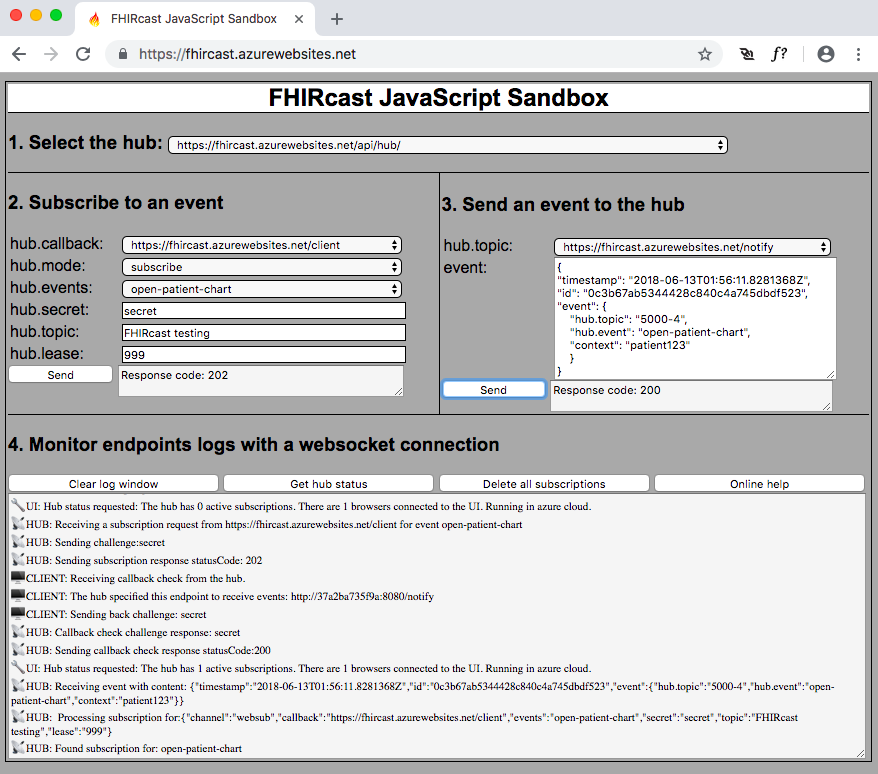 FHIRcast JavaScript Sandbox
https://fhircast.azurewebsites.net
f?
FHIRcast JavaScript Sandbox
1. Select the hub: https://fhircast.azurewebsites.net/api/hub/
2. Subscribe to an event
hub.callback: https://fhircast.azurewebsites.net/client
hub.mode: subscribe
hub.events: open-patient-chart
hub.secret: secret
hub.topic: FHIRcast testing
hub.lease: 999
Send Response code: 202
3. Send an event to the hub
hub.topic: https://fhircast.azurewebsites.net/notify
event: {
"timestamp": "2018-06-13T01:56:11.8281368Z",
"id": "0c3b67ab5344428c840c4a745dbdf523",
"event": {
"hub.topic": "5000-4",
"hub.event": "open-patient-chart",
"context": "patient123"
}
}
Send Response code: 200
4. Monitor endpoints logs with a websocket connection
Clear log window Get hub status Delete all subscriptions Online help
UI: Hub status requested: The hub has 0 active subscriptions. There are 1 browsers connected to the UI. Running in azure cloud.
HUB: Receiving a subscription request from https://fhircast.azurewebsites.net/client for event open-patient-chart
HUB: Sending challenge:secret
HUB: Sending subscription response statusCode: 202
CLIENT: Receiving callback check from the hub.
CLIENT: The hub specified this endpoint to receive events: http://37a2ba735f9a:8080/notify
CLIENT: Sending back challenge: secret
HUB: Callback check challenge response: secret
HUB: Sending callback check response statusCode:200
UI: Hub status requested: The hub has 1 active subscriptions. There are 1 browsers connected to the UI. Running in azure cloud.
HUB: Receiving event with content: {"timestamp":"2018-06-13T01:56:11.8281368Z","id":"0c3b67ab5344428c840c4a745dbdf523","event":{"hub.topic":"5000-4","hub.event":"open-
patient-chart","context":"patient123"}}
HUB: Processing subscription for:{"channel":"websub","callback":"https://fhircast.azurewebsites.net/client","events":"open-patient-chart","secret":"secret","topic":"FHIRcast
testing","lease":"999"}
HUB: Found subscription for: open-patient-chart